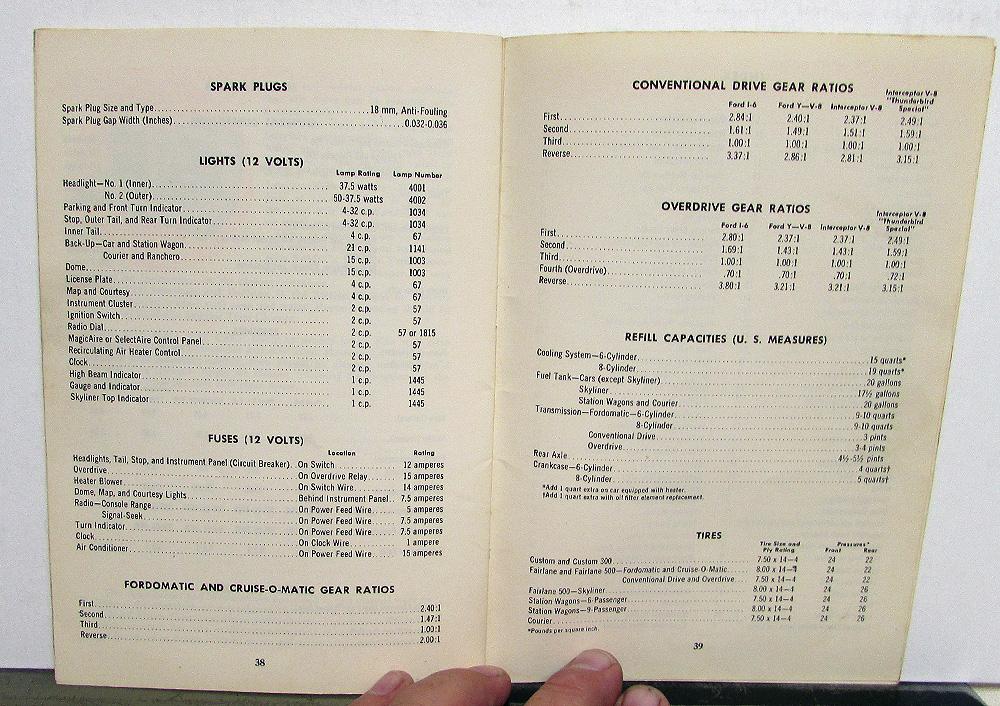 SPARK PLUGS
Spark Plug Size and Type 18 mm, Anti-Fouling
Spark Plug Gap Width (Inches) 0.032-0.036
LIGHTS (12 VOLTS)
Lamp Rating Lamp Number
Headlight—No. 1 (Inner) 37.5 watts 4001
No. 2 (Outer) 50-37.5 watts 4002
Parking and Front Turn Indicator 4-32 c.p. 1034
Stop, Outer Tail, and Rear Turn Indicator 4-32 c.p. 1034
Inner Tail 4 c.p. 67
Back-Up—Car and Station Wagon 21 c.p. 1141
Courier and Ranchero 15 c.p. 1003
Dome 15 c.p. 1003
License Plate 4 c.p. 67
Map and Courtesy 4 c.p. 67
Instrument Cluster 2 c.p. 57
Ignition Switch 2 c.p. 57
Radio Dial 2 c.p. 57 or 1815
MagicAire or SelectAire Control Panel 2 c.p. 57
Recirculating Air Heater Control 2 c.p. 57
Clock 2 c.p. 57
High Beam Indicator 1 c.p. 1445
Gauge and Indicator 1 c.p. 1445
Skyliner Top Indicator 1 c.p. 1445
FUSES (12 VOLTS)
Location Rating
Headlights, Tail, Stop, and Instrument Panel (Circuit Breaker) On Switch 12 amperes
Overdrive On Overdrive Relay 15 amperes
Heater Blower On Switch Wire 14 amperes
Dome, Map, and Courtesy Lights Behind Instrument Panel 7.5 amperes
Radio—Console Range On Power Feed Wire 5 amperes
Signal-Seek On Power Feed Wire 7.5 amperes
Turn Indicator On Power Feed Wire 7.5 amperes
Clock On Clock Wire 1 ampere
Air Conditioner On Power Feed Wire 15 amperes
FORDOMATIC AND CRUISE-O-MATIC GEAR RATIOS
First 2.40:1
Second 1.47:1
Third 1.00:1
Reverse 2.00:1
38
CONVENTIONAL DRIVE GEAR RATIOS
Ford I-6 Ford Y—V-8 Interceptor V-8 Interceptor V-8 "Thunderbird Special"
First 2.84:1 2.40:1 2.37:1 2.49:1
Second 1.61:1 1.49:1 1.51:1 1.59:1
Third 1.00:1 1.00:1 1.00:1 1.00:1
Reverse 3.37:1 2.86:1 2.81:1 3.15:1
OVERDRIVE GEAR RATIOS
Ford I-6 Ford Y—V-8 Interceptor V-8 Interceptor V-8 "Thunderbird Special"
First 2.80:1 2.37:1 2.37:1 2.49:1
Second 1.69:1 1.43:1 1.43:1 1.59:1
Third 1.00:1 1.00:1 1.00:1 1.00:1
Fourth (Overdrive) .70:1 .70:1 .70:1 .72:1
Reverse 3.80:1 3.21:1 3.21:1 3.15:1
REFILL CAPACITIES (U. S. MEASURES)
Cooling System—6-Cylinder 15 quarts*
8-Cylinder 19 quarts*
Fuel Tank—Cars (except Skyliner) 20 gallons
Skyliner 17½ gallons
Station Wagons and Courier 20 gallons
Transmission—Fordomatic—6-Cylinder 9-10 quarts
8-Cylinder 9-10 quarts
Conventional Drive 3 pints
Overdrive 3-4 pints
Rear Axle 4½-5½ pints
Crankcase—6-Cylinder 4 quarts†
8-Cylinder 5 quarts†
*Add 1 quart extra on car equipped with heater.
†Add 1 quart extra with oil filter element replacement.
TIRES
Tire Size and Ply Rating Pressures*
Front Rear
Custom and Custom 300 7.50 x 14—4 24 22
Fairlane and Fairlane 500—Fordomatic and Cruise-O-Matic 8.00 x 14—4 24 22
Conventional Drive and Overdrive 7.50 x 14—4 24 22
Fairlane 500—Skyliner 8.00 x 14—4 24 26
Station Wagons—6-Passenger 7.50 x 14—4 24 26
Station Wagons—9-Passenger 8.00 x 14—4 24 26
Courier 7.50 x 14—4 24 26
*Pounds per square inch.
39